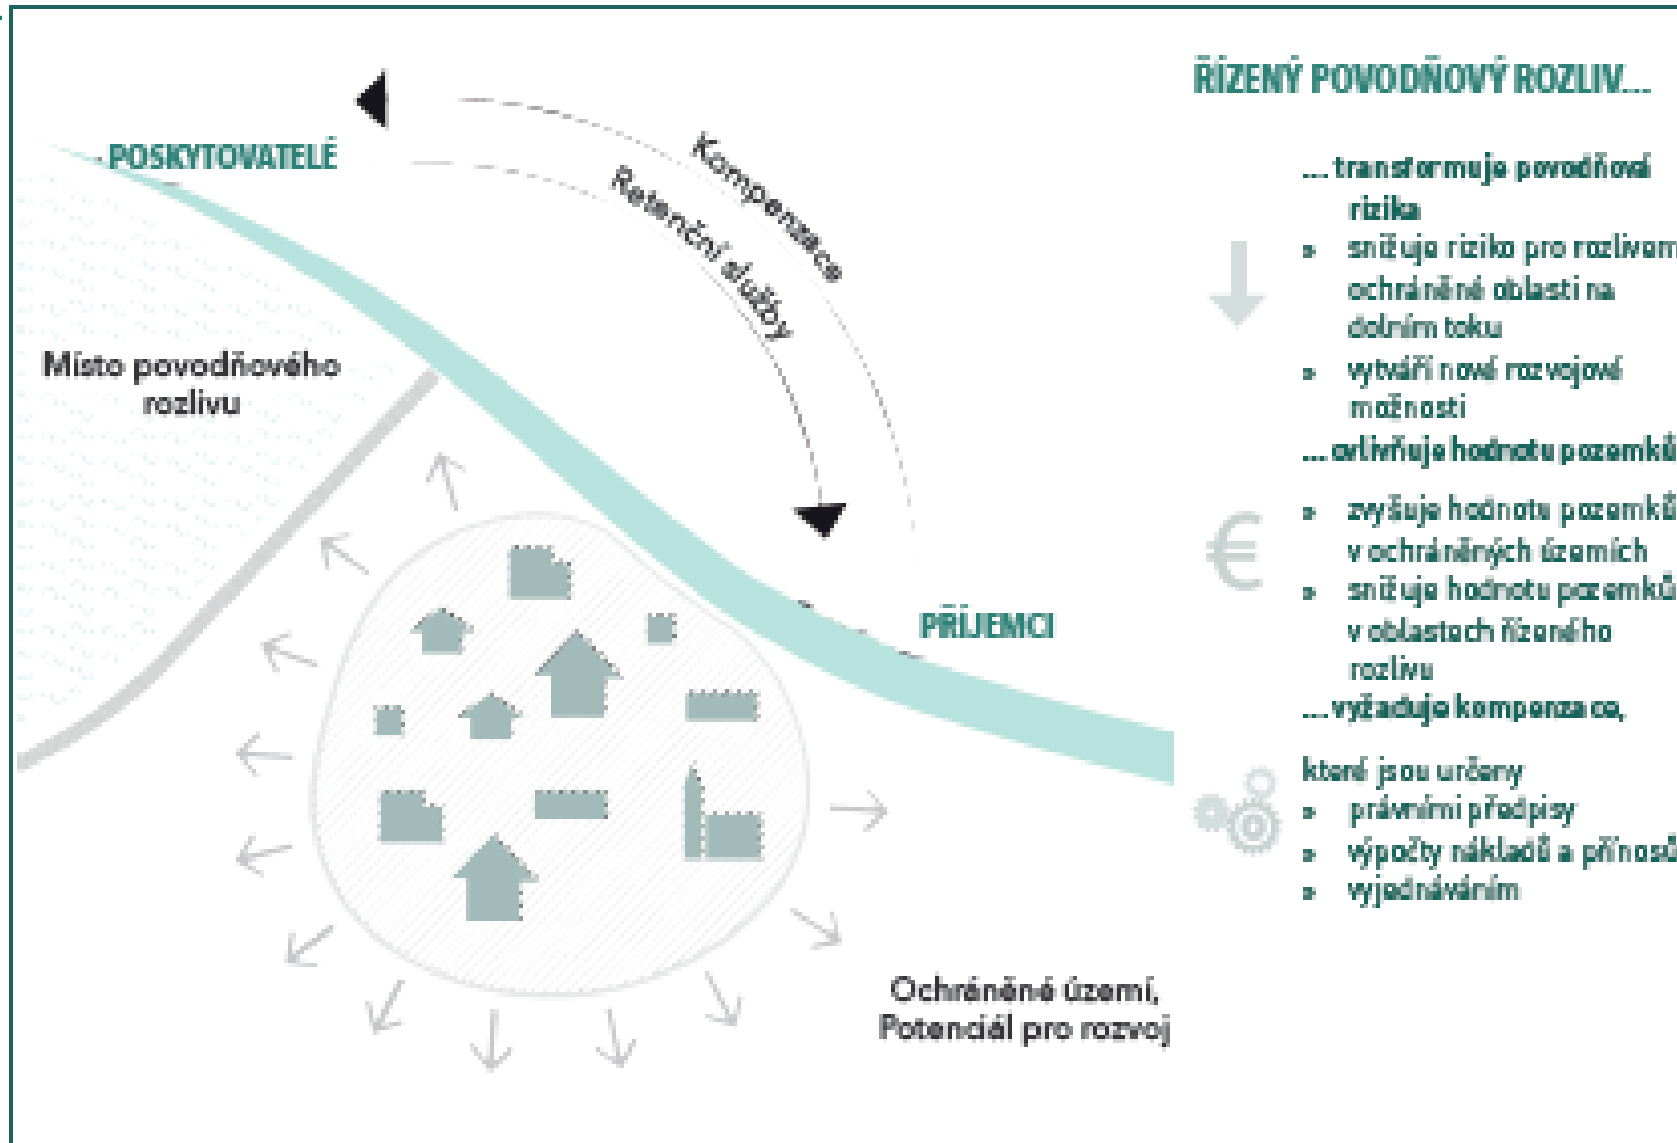 POSKYTOVATELÉ
Kompenzace
Retenční služby
Místo povodňového
rozlivu
PŘÍJEMCI
Ochráněné území,
Potenciál pro rozvoj
ŘÍZENÝ POVODŇOVÝ ROZLIV...
... transformuje povodňová
rizika
» snižuje riziko pro rozlivem
ochráněné oblasti na
dolním toku
» vytváří nové rozvojové
možnosti
... ovlivňuje hodnotu pozemků
» zvyšuje hodnotu pozemků
v ochráněných územích
» snižuje hodnotu pozemků
v oblastech řízeného
rozlivu
... vyžaduje kompenzace,
které jsou určeny
» právními předpisy
» výpočty nákladů a přínosů
» vyjednáváním